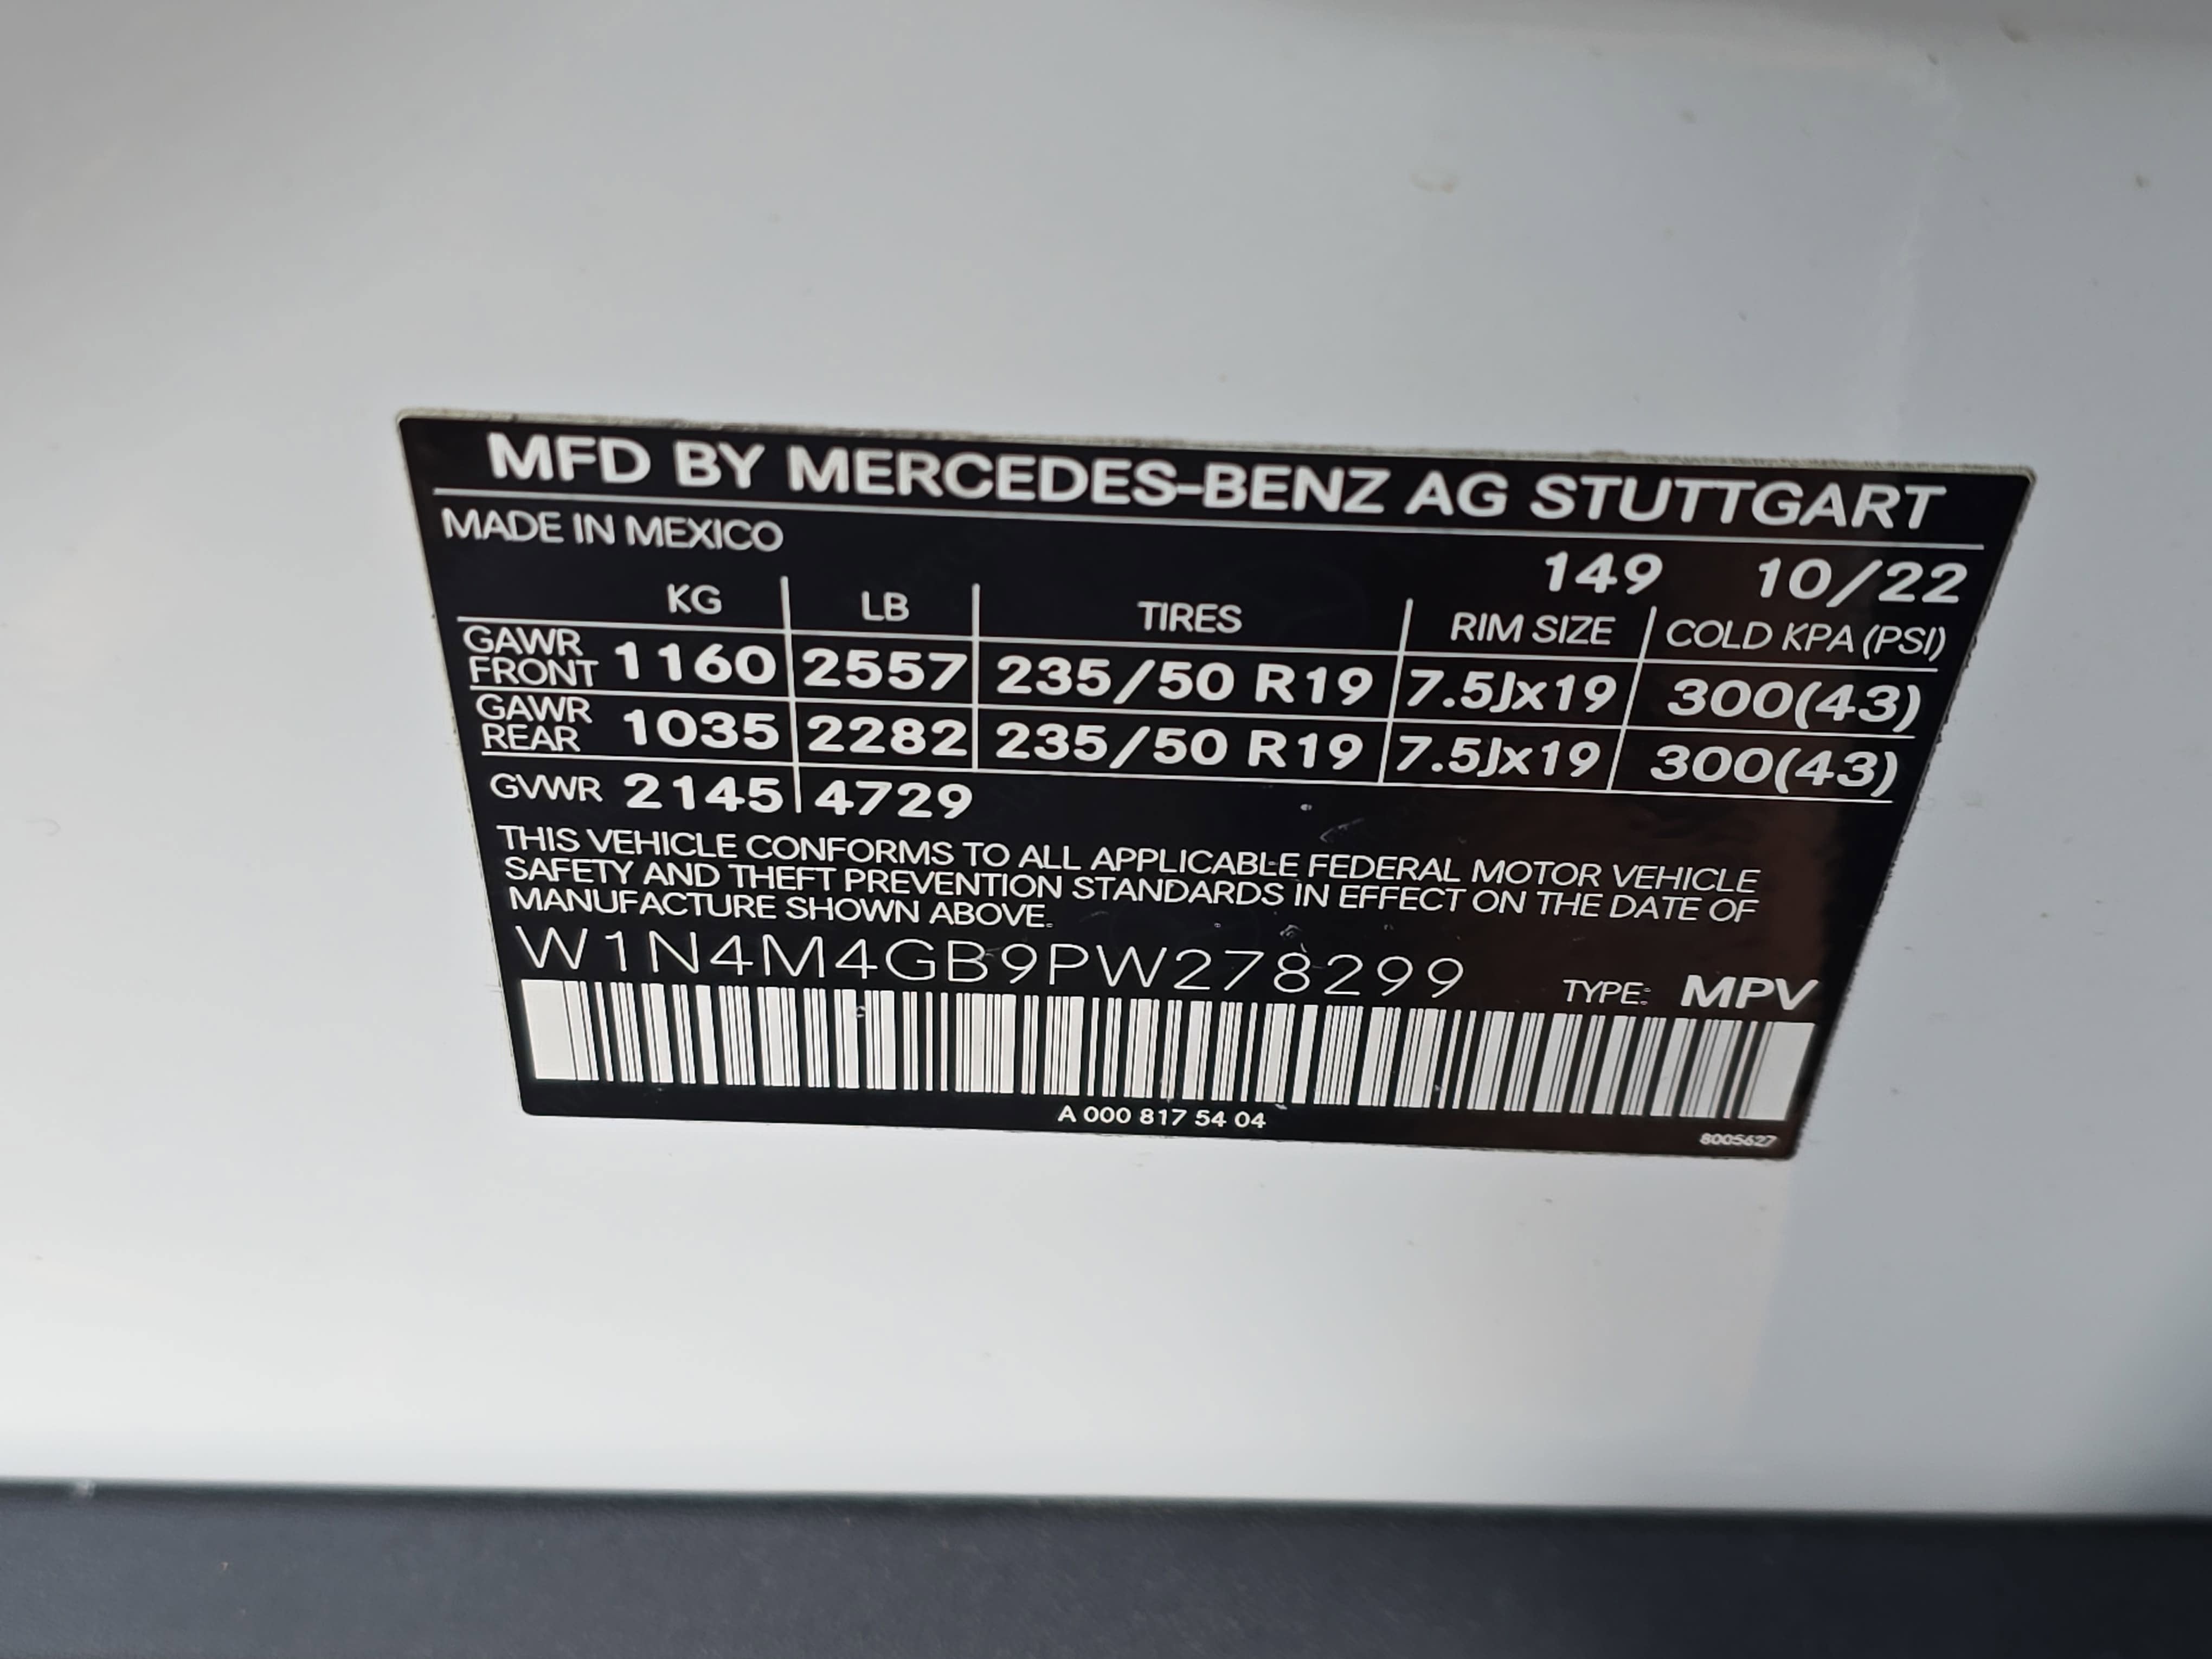 MFD BY MERCEDES-BENZ AG STUTTGART
MADE IN MEXICO
149 10/22
KG LB TIRES RIM SIZE COLD KPA (PSI)
GAWR FRONT 1160 2557 235/50 R19 7.5Jx19 300(43)
GAWR REAR 1035 2282 235/50 R19 7.5Jx19 300(43)
GVWR 2145 4729
THIS VEHICLE CONFORMS TO ALL APPLICABLE FEDERAL MOTOR VEHICLE
SAFETY AND THEFT PREVENTION STANDARDS IN EFFECT ON THE DATE OF
MANUFACTURE SHOWN ABOVE.
W1N4M4GB9PW278299 TYPE: MPV
A 000 817 54 04
8005627